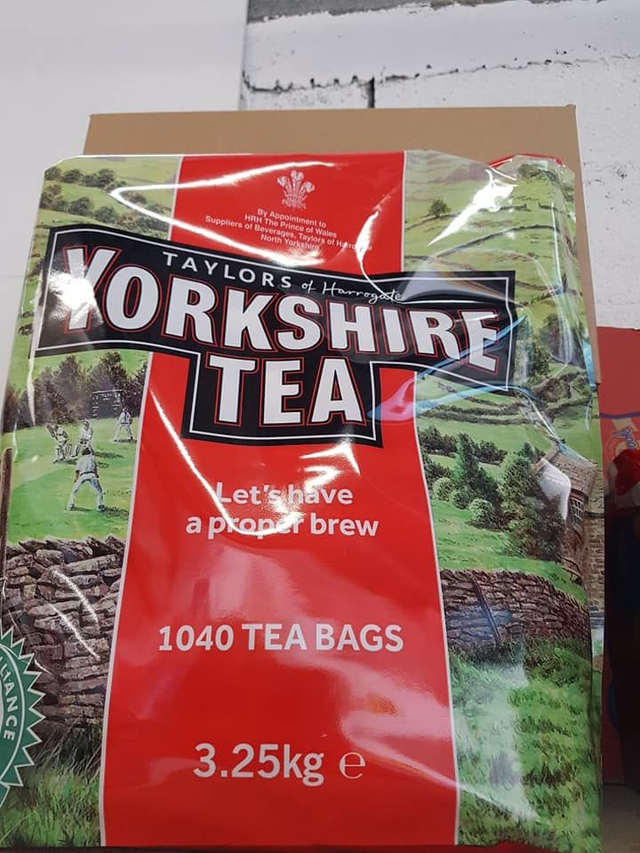 By Appointment to
HRH The Prince of Wales
Suppliers of Beverages, Taylors of
North Yorkshire
TAYLORS of Harrogate
YORKSHIRE
TEA
Let's have
a proper brew
1040 TEA BAGS
3.25kg e